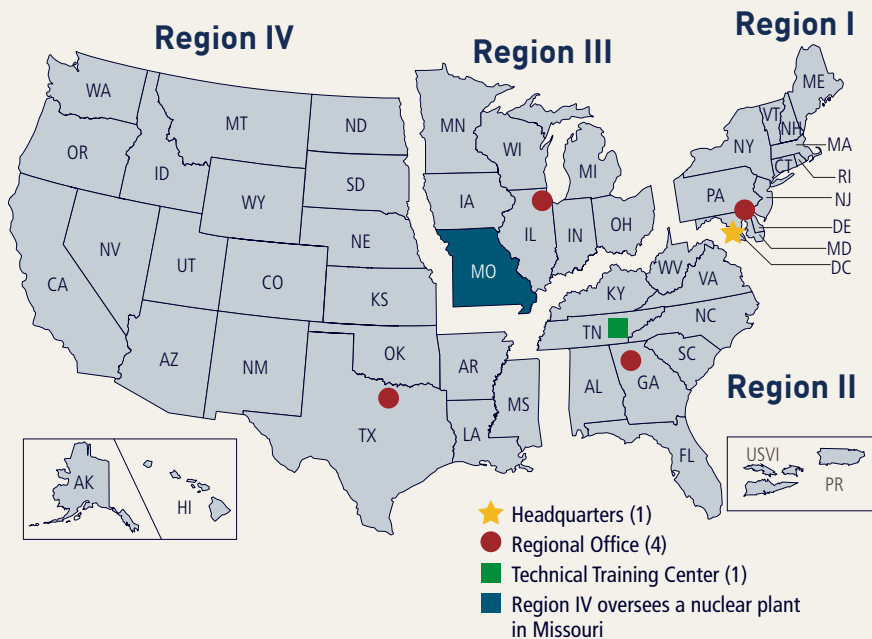 Region I
Region IV
Region III
WA
ME
MT
ND
MN
VT
NH
OR
WI
NY
MA
ID
MI
CT
RI
SD
WY
PA
NJ
IA
OH
DE
NV
NE
IL
IN
MD
UT
DC
CA
CO
MO
WV
VA
KS
KY
NC
TN
AZ
NM
OK
AR
SC
AL
GA
Region II
MS
TX
LA
FL
USVI
AK
HI
PR
Headquarters (1)
Regional Office (4)
Technical Training Center (1)
Region IV oversees a nuclear plant
in Missouri